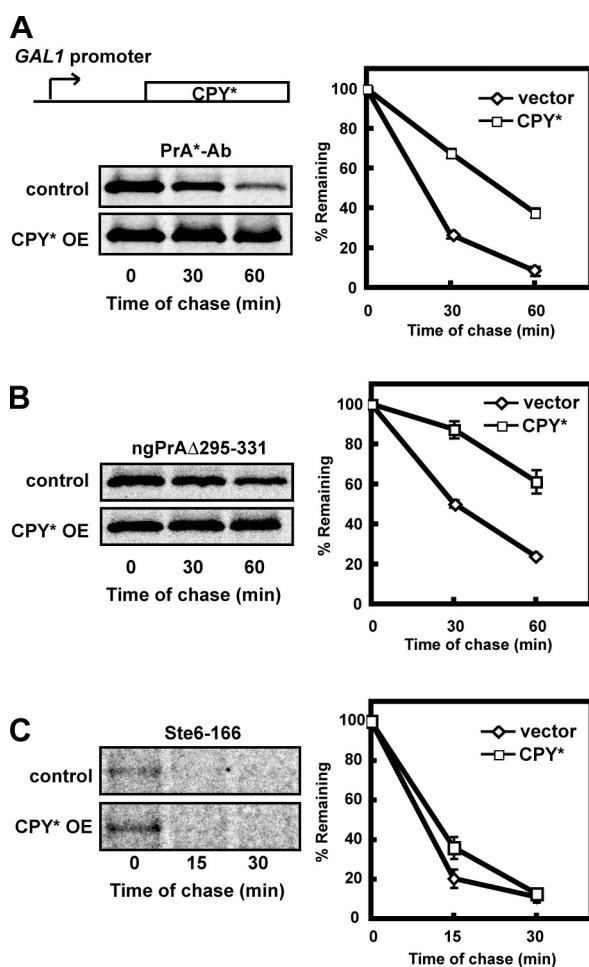 A
GAL1 promoter
CPY*
PrA*-Ab
control
CPY* OE
0 30 60
Time of chase (min)
% Remaining
100
80
60
40
20
0
0 30 60
Time of chase (min)
vector
CPY*
B
ngPrAΔ295-331
control
CPY* OE
0 30 60
Time of chase (min)
% Remaining
100
80
60
40
20
0
0 30 60
Time of chase (min)
vector
CPY*
C
Ste6-166
control
CPY* OE
0 15 30
Time of chase (min)
% Remaining
100
80
60
40
20
0
0 15 30
Time of chase (min)
vector
CPY*